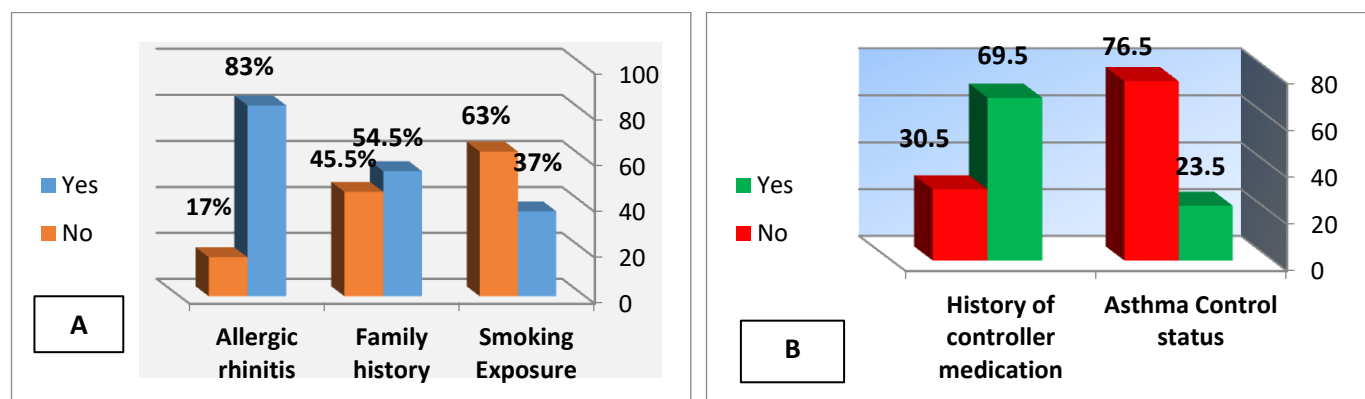 83%
17%
45.5%
54.5%
63%
37%
100
80
60
40
20
0
Yes
No
Allergic
rhinitis
Family
history
Smoking
Exposure
A
30.5
69.5
76.5
23.5
80
60
40
20
0
Yes
No
History of
controller
medication
Asthma Control
status
B